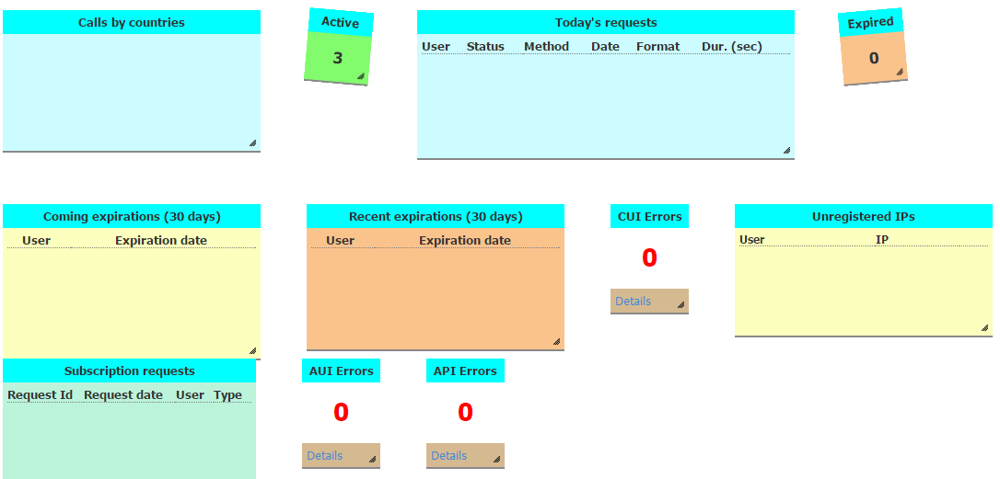 Calls by countries
Active
3
Today's requests
User Status Method Date Format Dur. (sec)
Expired
0
Coming expirations (30 days)
User Expiration date
Recent expirations (30 days)
User Expiration date
CUI Errors
0
Details
Unregistered IPs
User IP
Subscription requests
Request Id Request date User Type
AUI Errors
0
Details
API Errors
0
Details